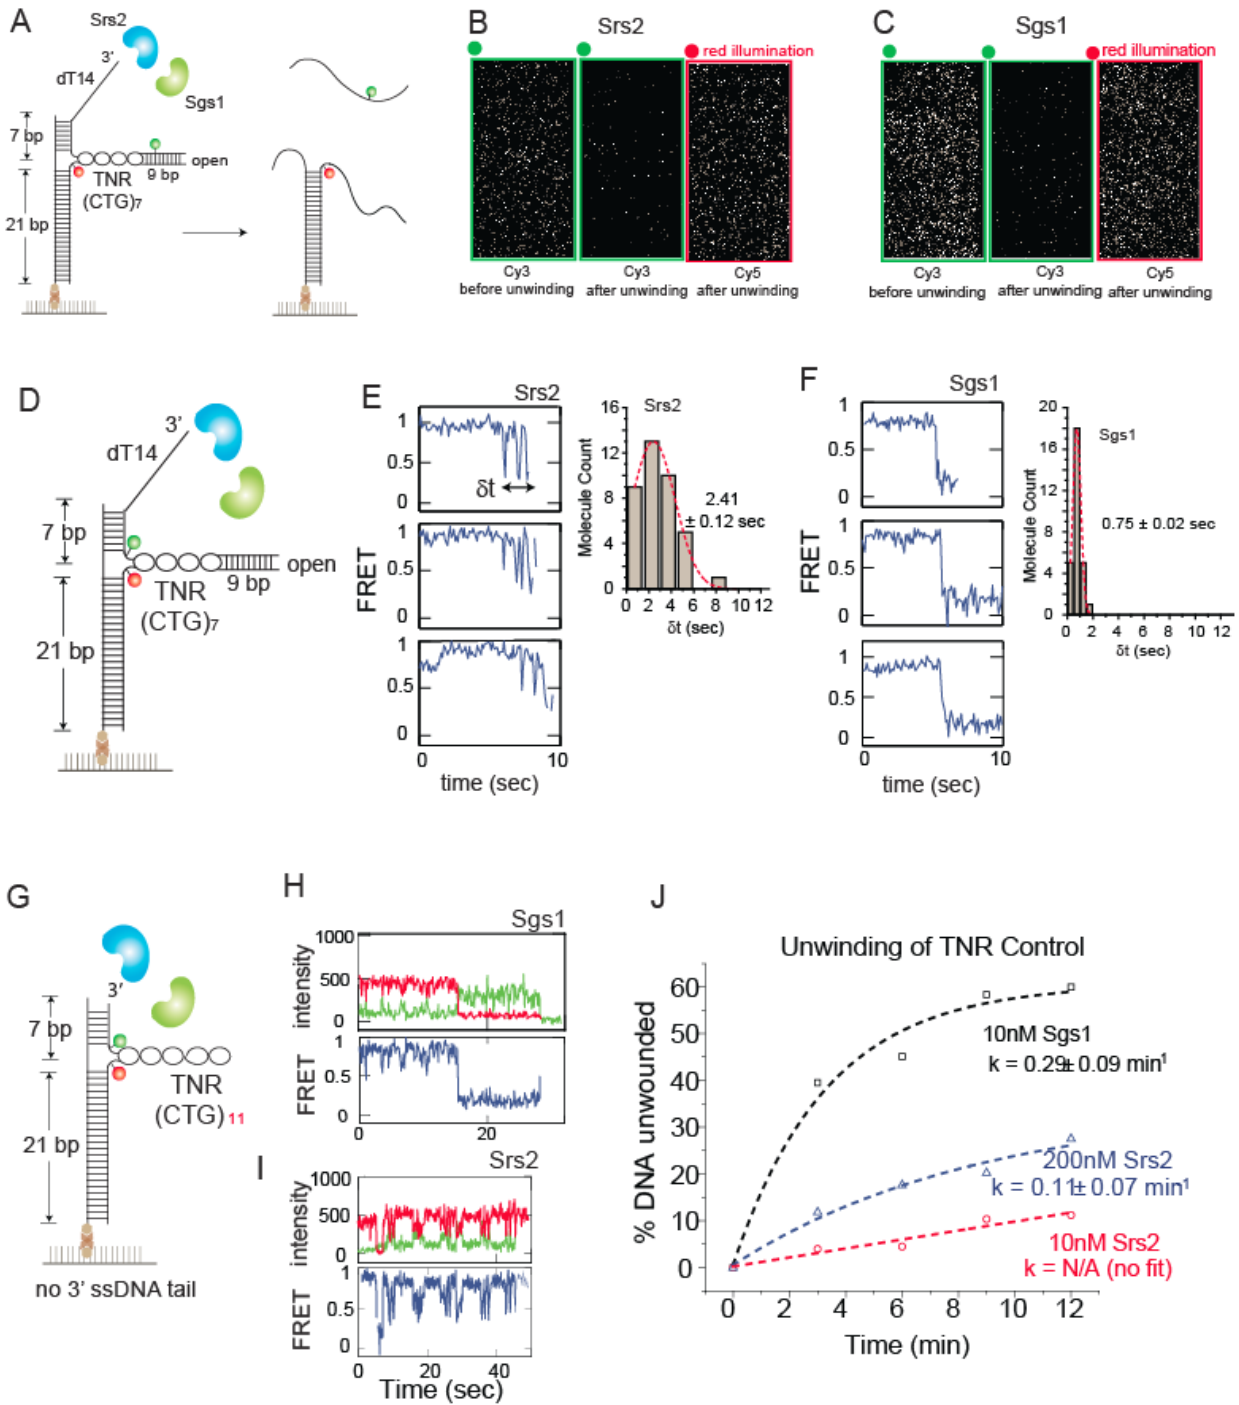 A
Srs2
3'
dT14
Sgs1
7 bp
open
9 bp
TNR
(CTG)7
21 bp
B
Srs2
red illumination
Cy3
before unwinding
Cy3
after unwinding
Cy5
after unwinding
C
Sgs1
red illumination
Cy3
before unwinding
Cy3
after unwinding
Cy5
after unwinding
D
3'
dT14
7 bp
open
9 bp
TNR
(CTG)7
21 bp
E
Srs2
1
0.5
0
δt
1
0.5
0
1
0.5
0
FRET
0 10
time (sec)
16
12
8
4
0
Molecule Count
Srs2
2.41
± 0.12 sec
0 2 4 6 8 10 12
δt (sec)
F
Sgs1
1
0.5
0
1
0.5
0
1
0.5
0
FRET
0 10
time (sec)
20
16
12
8
4
0
Molecule Count
Sgs1
0.75 ± 0.02 sec
0 2 4 6 8 12
δt (sec)
G
3'
7 bp
TNR
(CTG) 11
21 bp
no 3' ssDNA tail
H
Sgs1
1000
500
0
intensity
1
0.5
0
FRET
0 20
I
Srs2
1000
500
0
intensity
1
0.5
0
FRET
0 20 40
Time (sec)
J
Unwinding of TNR Control
60
50
40
30
20
10
0
% DNA unwounded
10nM Sgs1
k = 0.29± 0.09 min1
200nM Srs2
k = 0.11± 0.07 min1
10nM Srs2
k = N/A (no fit)
0 2 4 6 8 10 12
Time (min)